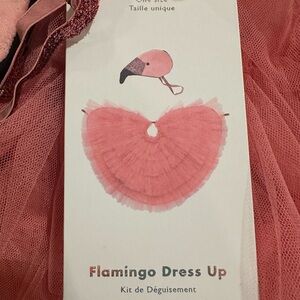 One size
Taille unique
Flamingo Dress Up
Kit de Déguisement